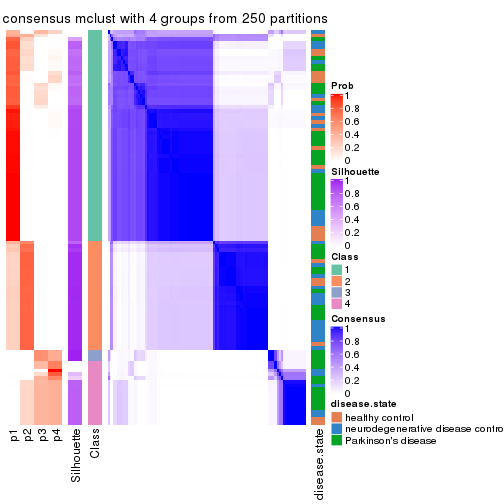 consensus mclust with 4 groups from 250 partitions
Prob
1
0.8
0.6
0.4
0.2
0
Silhouette
1
0.8
0.6
0.4
0.2
0
Class
1
2
3
4
Consensus
1
0.8
0.6
0.4
0.2
0
disease.state
healthy control
neurodegenerative disease contro
Parkinson's disease
p1
p2
p3
p4
Silhouette
Class
disease.state